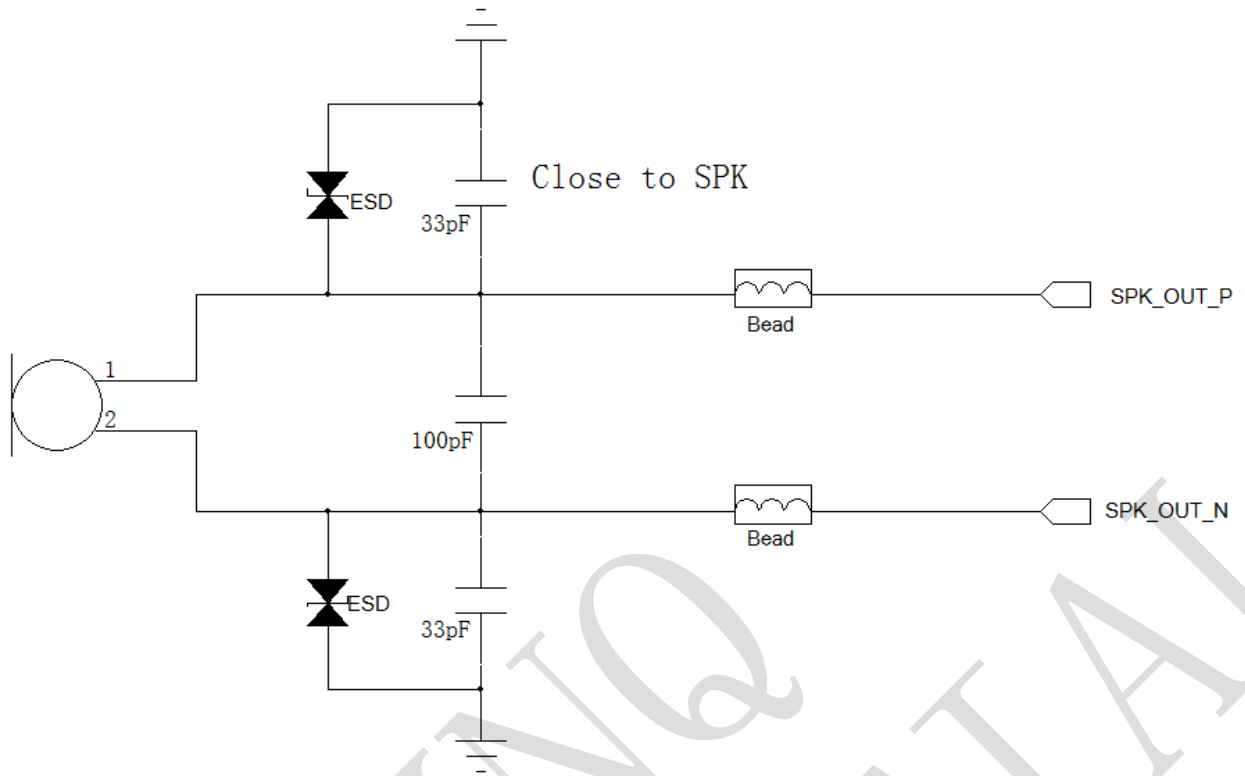 Close to SPK
ESD
33pF
SPK_OUT_P
Bead
1
2
100pF
SPK_OUT_N
Bead
ESD
33pF